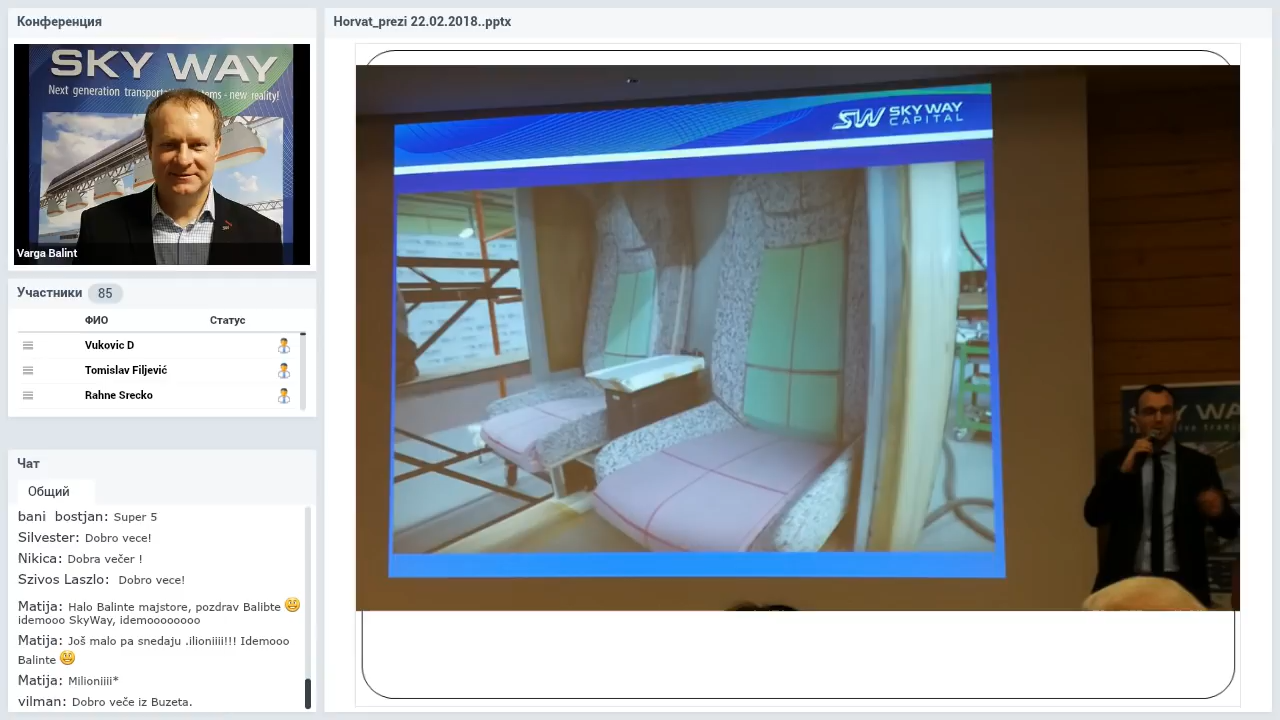 Конференция
SKY WAY
Next generation transportat
ems - new reality!
Varga Balint
Участники 85
ФИО Статус
Vukovic D
Tomislav Filjević
Rahne Srecko
Чат
Общий
bani bostjan: Super 5
Silvester: Dobro vece!
Nikica: Dobra večer !
Szivos Laszlo: Dobro vece!
Matija: Halo Balinte majstore, pozdrav Balibte
idemooo SkyWay, idemoooooooo
Matija: Još malo pa snedaju .ilioniiii!!! Idemooo
Balinte
Matija: Milioniiii*
vilman: Dobro veče iz Buzeta.
Horvat_prezi 22.02.2018..pptx
SW SKY WAY
CAPITAL
SKY WA